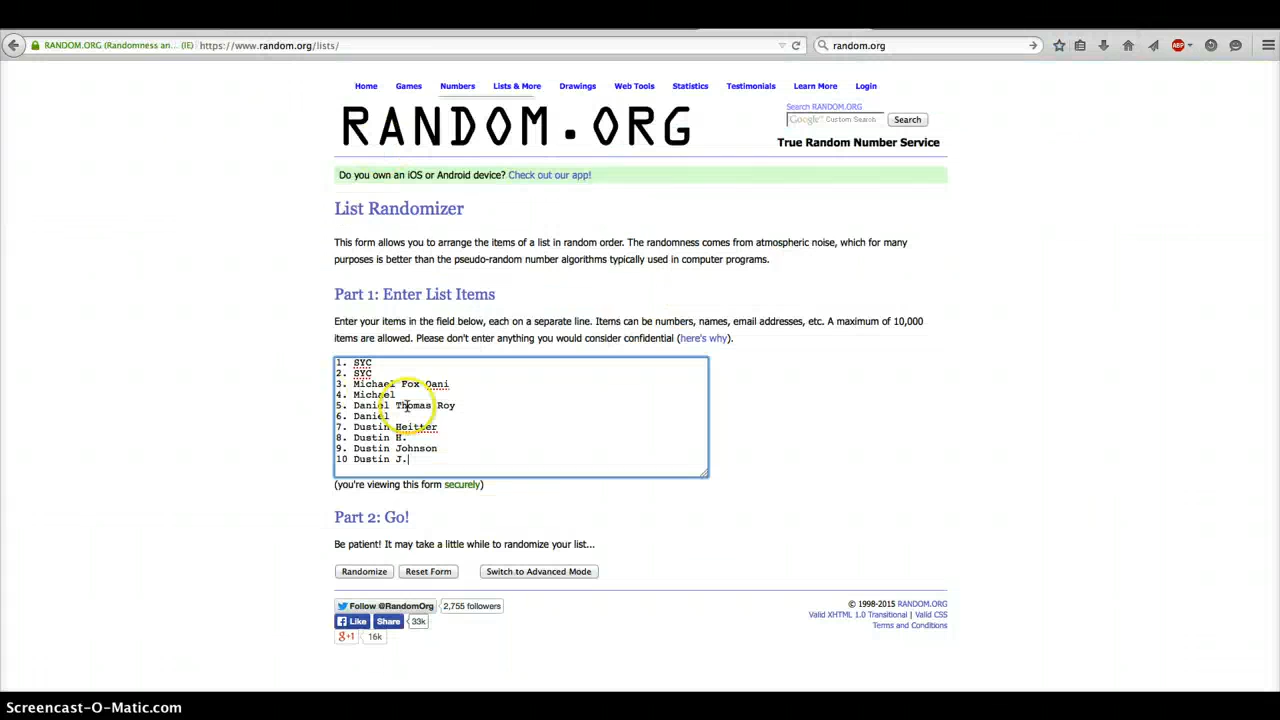 RANDOM.ORG (Randomness an... (IE) https://www.random.org/lists/ random.org ABP
Home Games Numbers Lists & More Drawings Web Tools Statistics Testimonials Learn More Login
RANDOM.ORG
Search RANDOM.ORG
Google™ Custom Search Search
True Random Number Service
Do you own an iOS or Android device? Check out our app!
List Randomizer
This form allows you to arrange the items of a list in random order. The randomness comes from atmospheric noise, which for many
purposes is better than the pseudo-random number algorithms typically used in computer programs.
Part 1: Enter List Items
Enter your items in the field below, each on a separate line. Items can be numbers, names, email addresses, etc. A maximum of 10,000
items are allowed. Please don't enter anything you would consider confidential (here's why).
1. SYC
2. SYC
3. Michael Fox Oani
4. Michael
5. Daniel Thomas Roy
6. Daniel
7. Dustin Heitter
8. Dustin H.
9. Dustin Johnson
10 Dustin J.
(you're viewing this form securely)
Part 2: Go!
Be patient! It may take a little while to randomize your list...
Randomize Reset Form Switch to Advanced Mode
Follow @RandomOrg 2,755 followers
Like Share 33k
g+1 16k
© 1998-2015 RANDOM.ORG
Valid XHTML 1.0 Transitional | Valid CSS
Terms and Conditions
Screencast-O-Matic.com